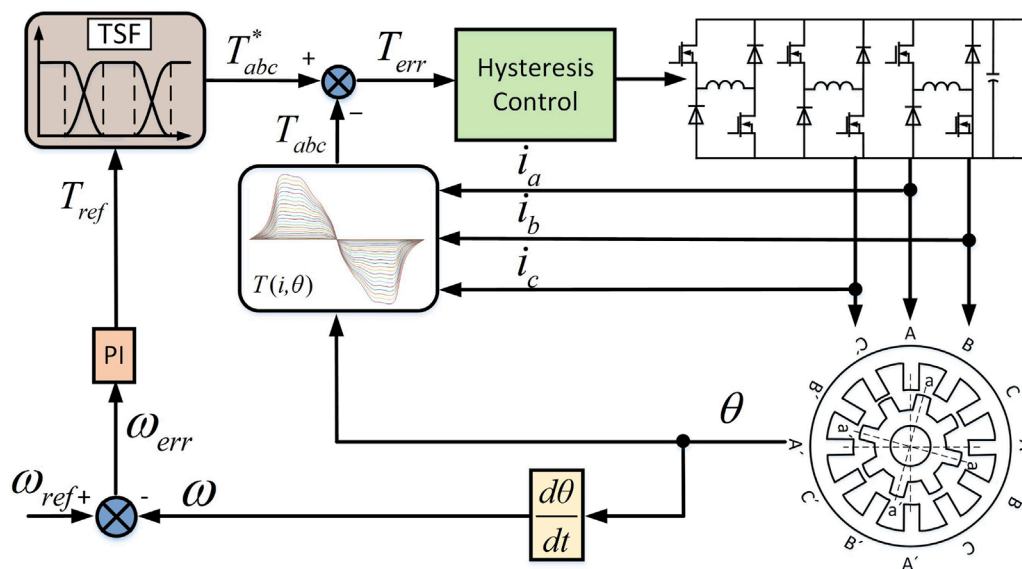 TSF
T*abc
+
Terr
Hysteresis
Control
−
Tabc
Tref
ia
ib
ic
T(i,θ)
PI
ωerr
ωref
+
-
ω
dθ
dt
θ
A
B
C
A´
B
C
A´
B´
C´
A´
B´
C´
a
a´
a
a´